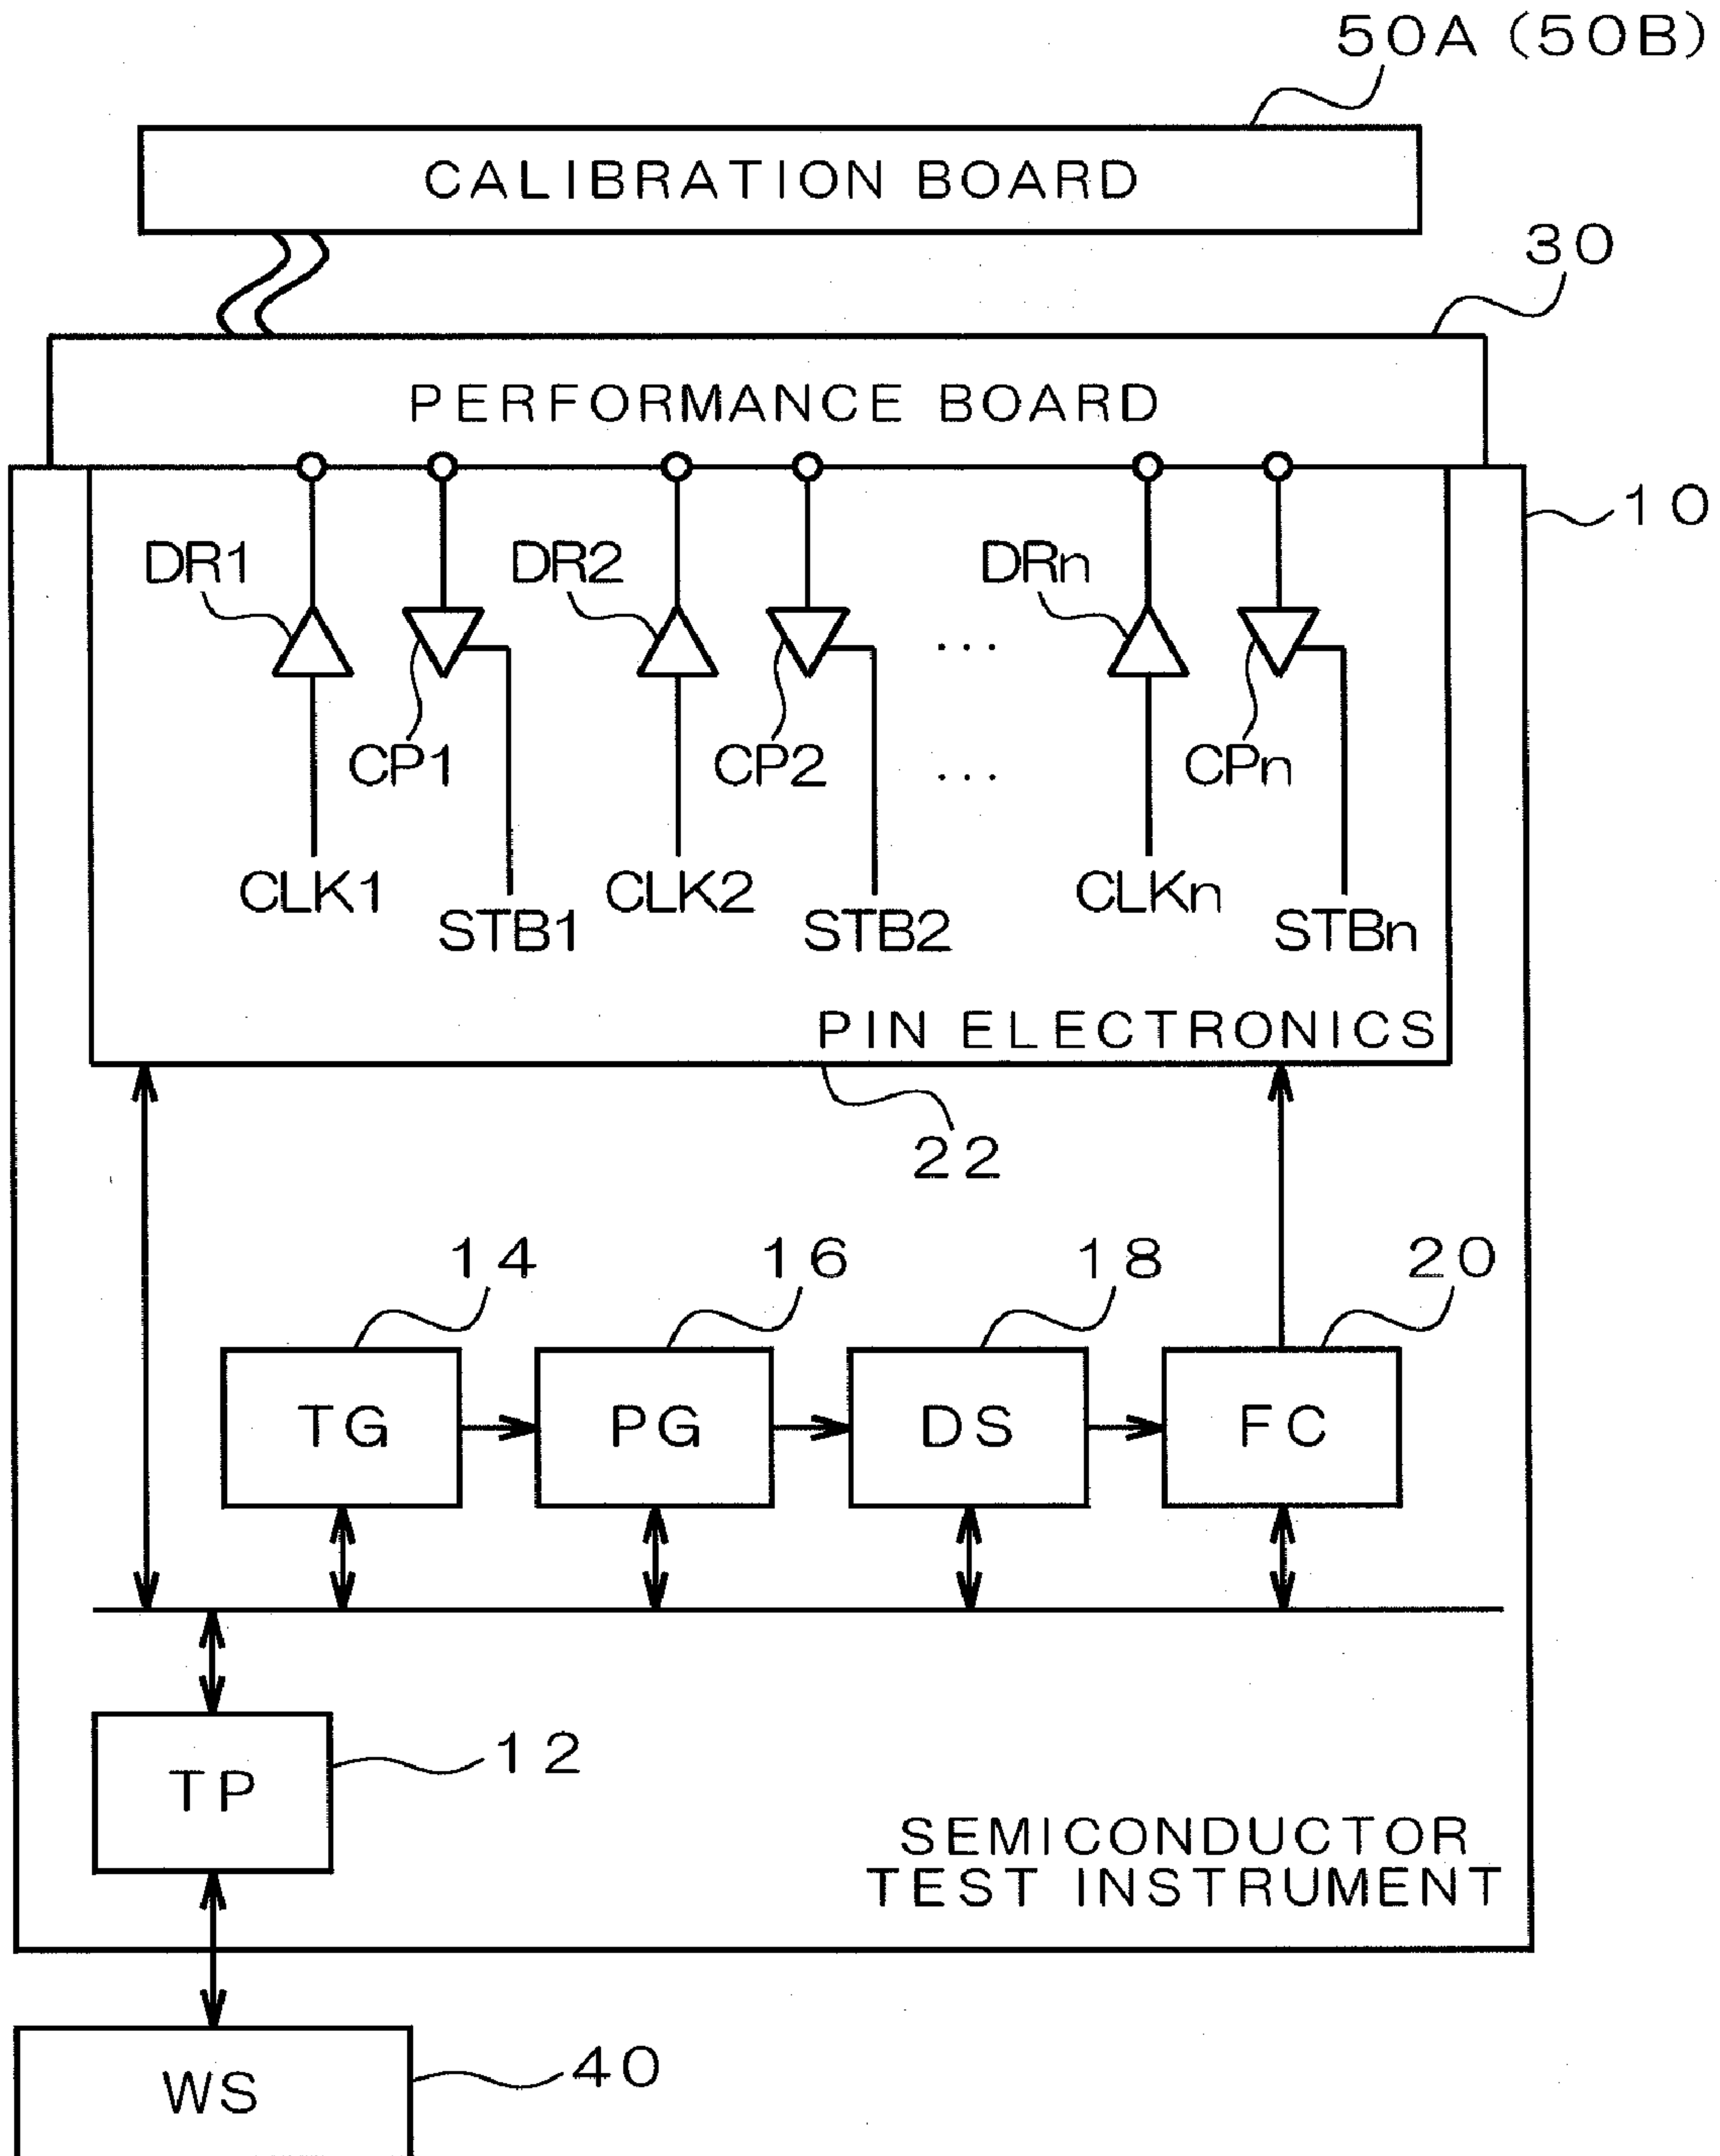 50A (50B)
CALIBRATION BOARD
30
PERFORMANCE BOARD
10
DR1
DR2
DRn
CP1
CP2
CPn
...
...
CLK1
CLK2
CLKn
STB1
STB2
STBn
PIN ELECTRONICS
22
14
16
18
20
TG
PG
DS
FC
12
TP
SEMICONDUCTOR
TEST INSTRUMENT
40
WS